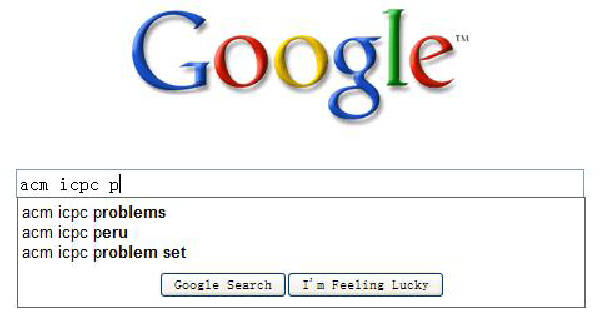 Google™
acm icpc p
acm icpc problems
acm icpc peru
acm icpc problem set
Google Search I'm Feeling Lucky